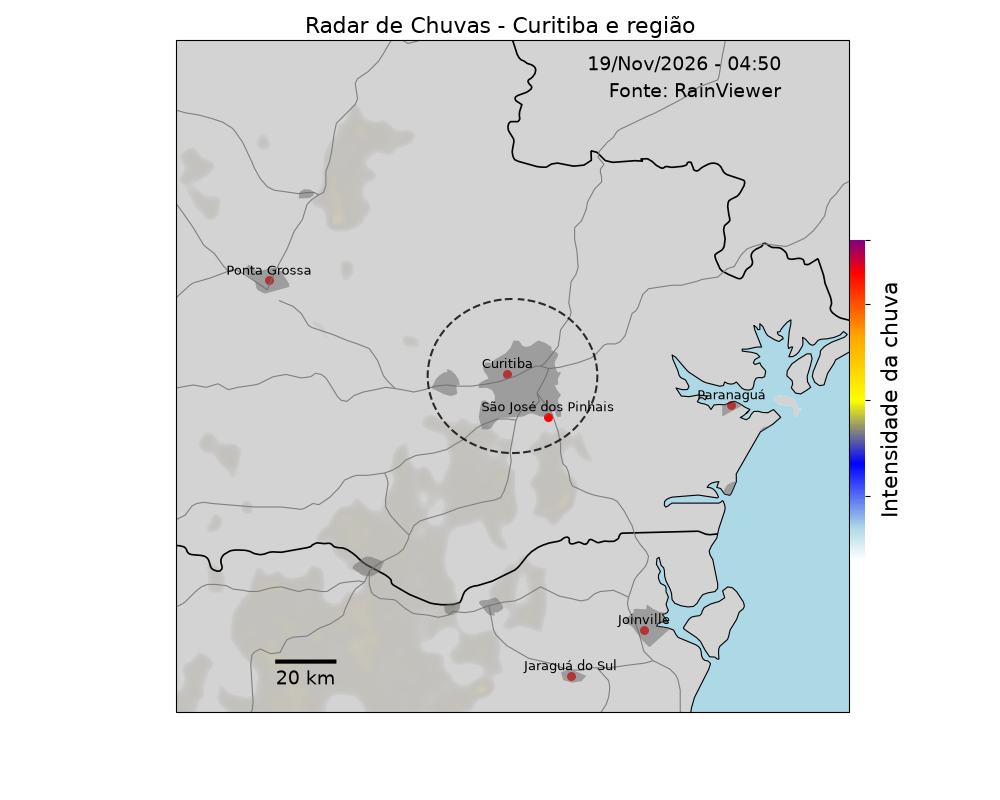 Radar de Chuvas - Curitiba e região
19/Nov/2026 - 04:50
Fonte: RainViewer
Ponta Grossa
Curitiba
São José dos Pinhais
Paranaguá
Intensidade da chuva
Joinville
Jaraguá do Sul
20 km